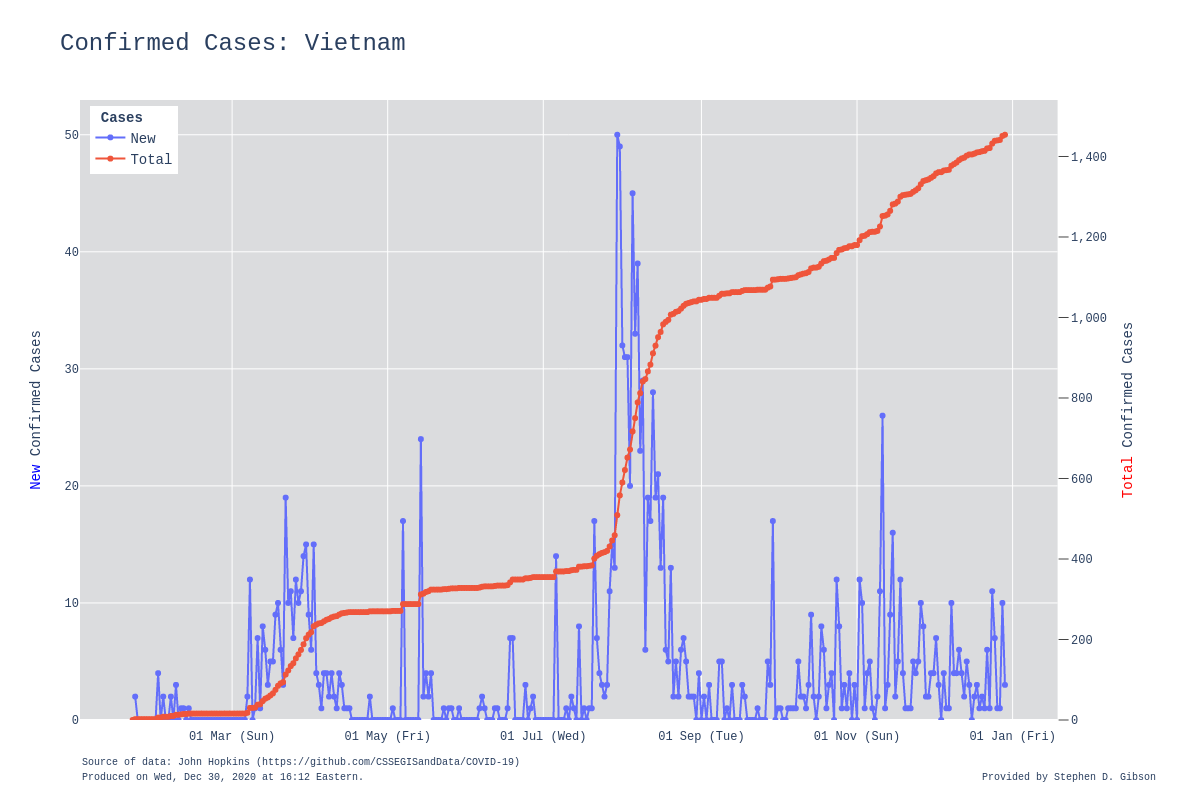 Confirmed Cases: Vietnam
Cases
New
Total
50
40
30
20
10
0
New Confirmed Cases
1,400
1,200
1,000
800
600
400
200
0
Total Confirmed Cases
01 Mar (Sun) 01 May (Fri) 01 Jul (Wed) 01 Sep (Tue) 01 Nov (Sun) 01 Jan (Fri)
Source of data: John Hopkins (https://github.com/CSSEGISandData/COVID-19)
Produced on Wed, Dec 30, 2020 at 16:12 Eastern.
Provided by Stephen D. Gibson